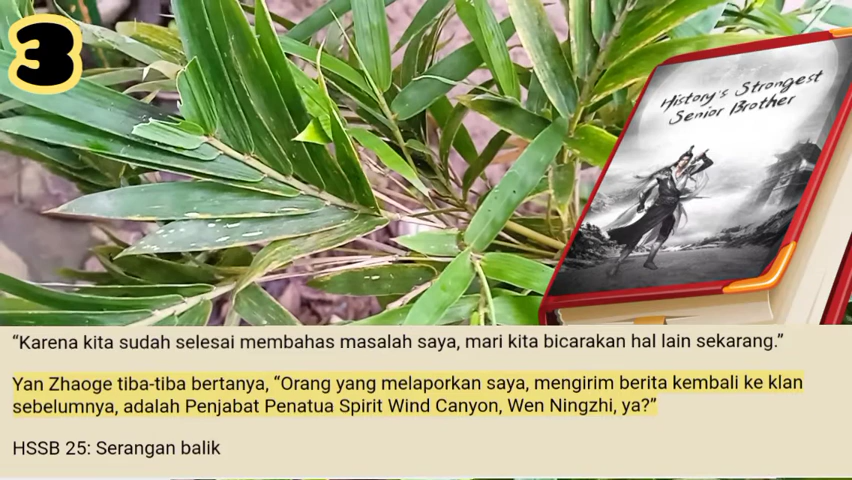 3
History's Strongest
Senior Brother
“Karena kita sudah selesai membahas masalah saya, mari kita bicarakan hal lain sekarang.”
Yan Zhaoge tiba-tiba bertanya, “Orang yang melaporkan saya, mengirim berita kembali ke klan
sebelumnya, adalah Penjabat Penatua Spirit Wind Canyon, Wen Ningzhi, ya?”
HSSB 25: Serangan balik